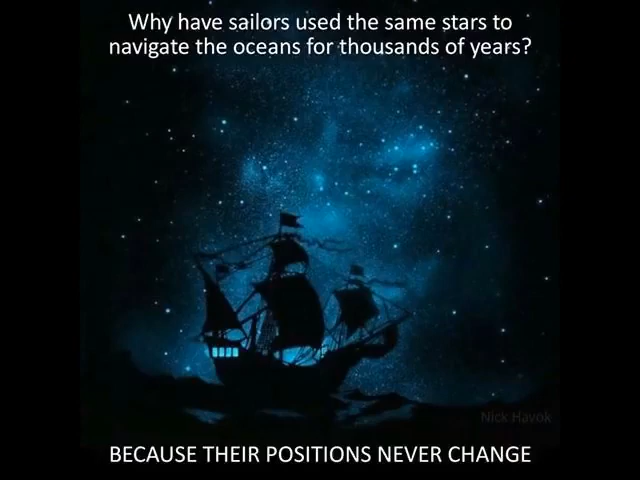 Why have sailors used the same stars to
navigate the oceans for thousands of years?
Nick Havok
BECAUSE THEIR POSITIONS NEVER CHANGE